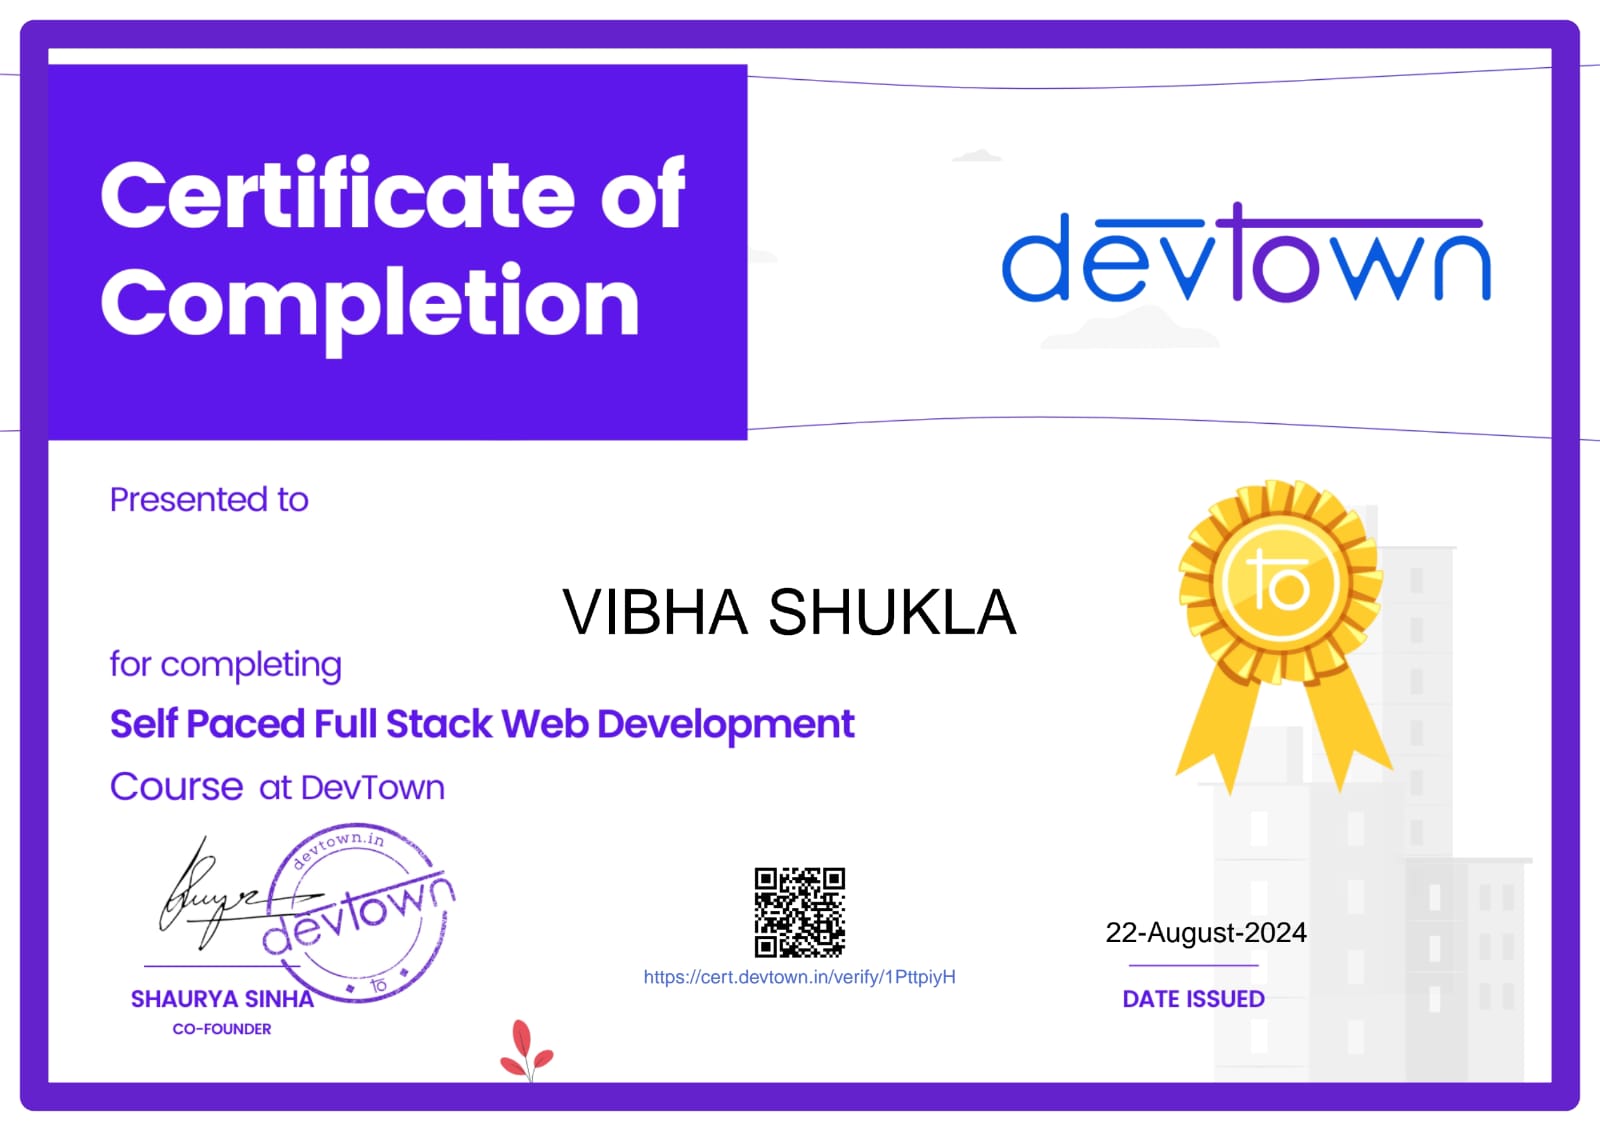 Certificate of
Completion
devtown
Presented to
to
VIBHA SHUKLA
for completing
Self Paced Full Stack Web Development
Course at DevTown
devtown.in
devtown
to
https://cert.devtown.in/verify/1PttpiyH
22-August-2024
SHAURYA SINHA
CO-FOUNDER
DATE ISSUED